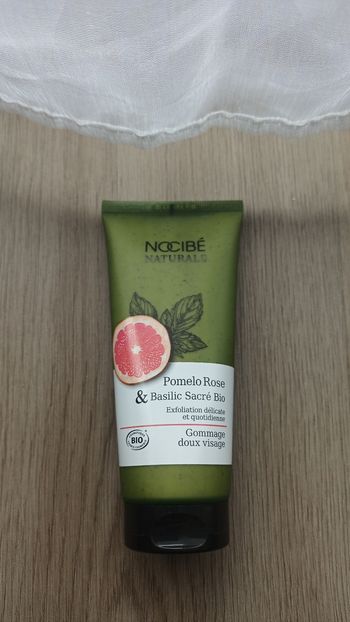 NOCIBÉ
NATURALS
Pomelo Rose
& Basilic Sacré Bio
Exfoliation délicate
et quotidienne
Gommage
doux visage
BIO